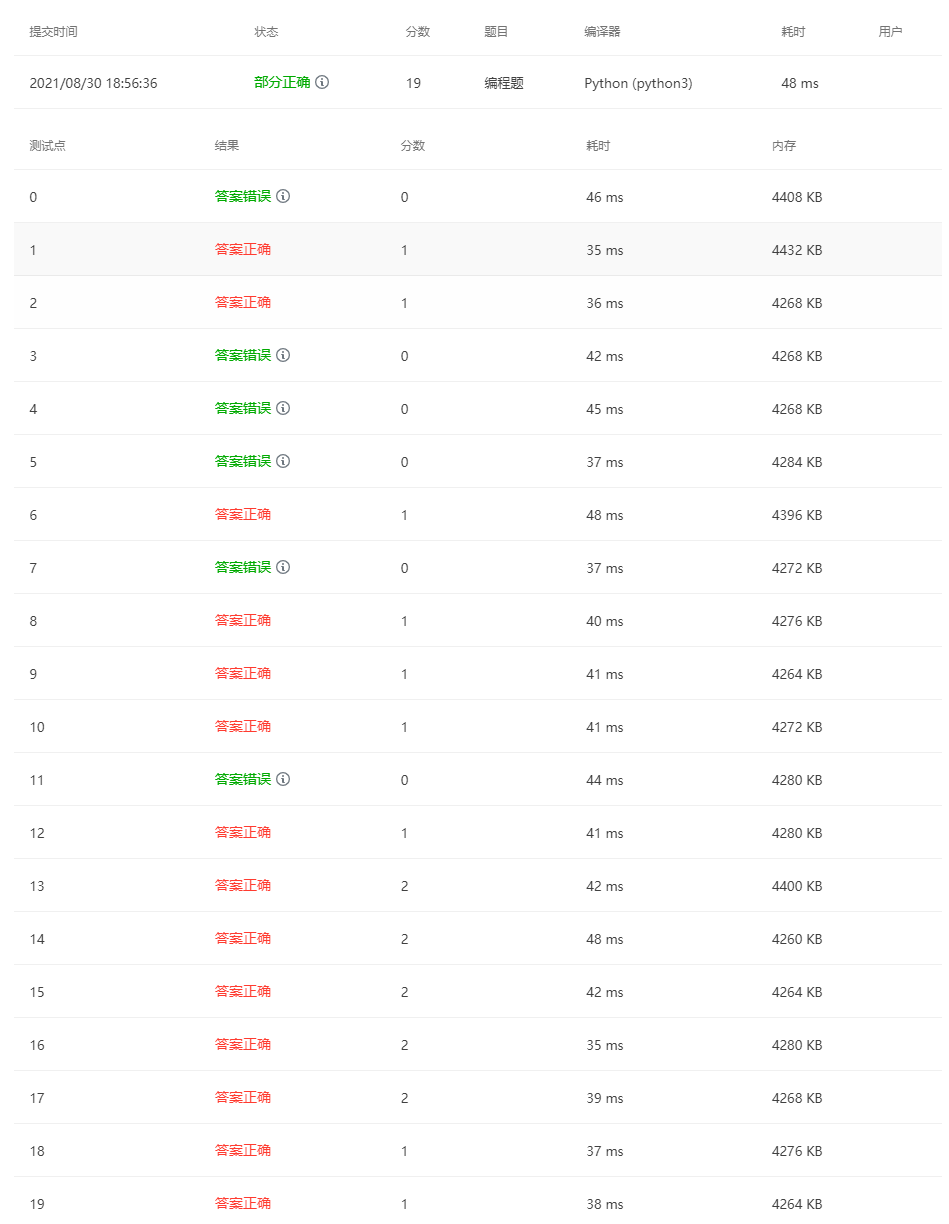 提交时间 状态 分数 题目 编译器 耗时 用户
2021/08/30 18:56:36 部分正确 19 编程题 Python (python3) 48 ms
测试点 结果 分数 耗时 内存
0 答案错误 0 46 ms 4408 KB
1 答案正确 1 35 ms 4432 KB
2 答案正确 1 36 ms 4268 KB
3 答案错误 0 42 ms 4268 KB
4 答案错误 0 45 ms 4268 KB
5 答案错误 0 37 ms 4284 KB
6 答案正确 1 48 ms 4396 KB
7 答案错误 0 37 ms 4272 KB
8 答案正确 1 40 ms 4276 KB
9 答案正确 1 41 ms 4264 KB
10 答案正确 1 41 ms 4272 KB
11 答案错误 0 44 ms 4280 KB
12 答案正确 1 41 ms 4280 KB
13 答案正确 2 42 ms 4400 KB
14 答案正确 2 48 ms 4260 KB
15 答案正确 2 42 ms 4264 KB
16 答案正确 2 35 ms 4280 KB
17 答案正确 2 39 ms 4268 KB
18 答案正确 1 37 ms 4276 KB
19 答案正确 1 38 ms 4264 KB